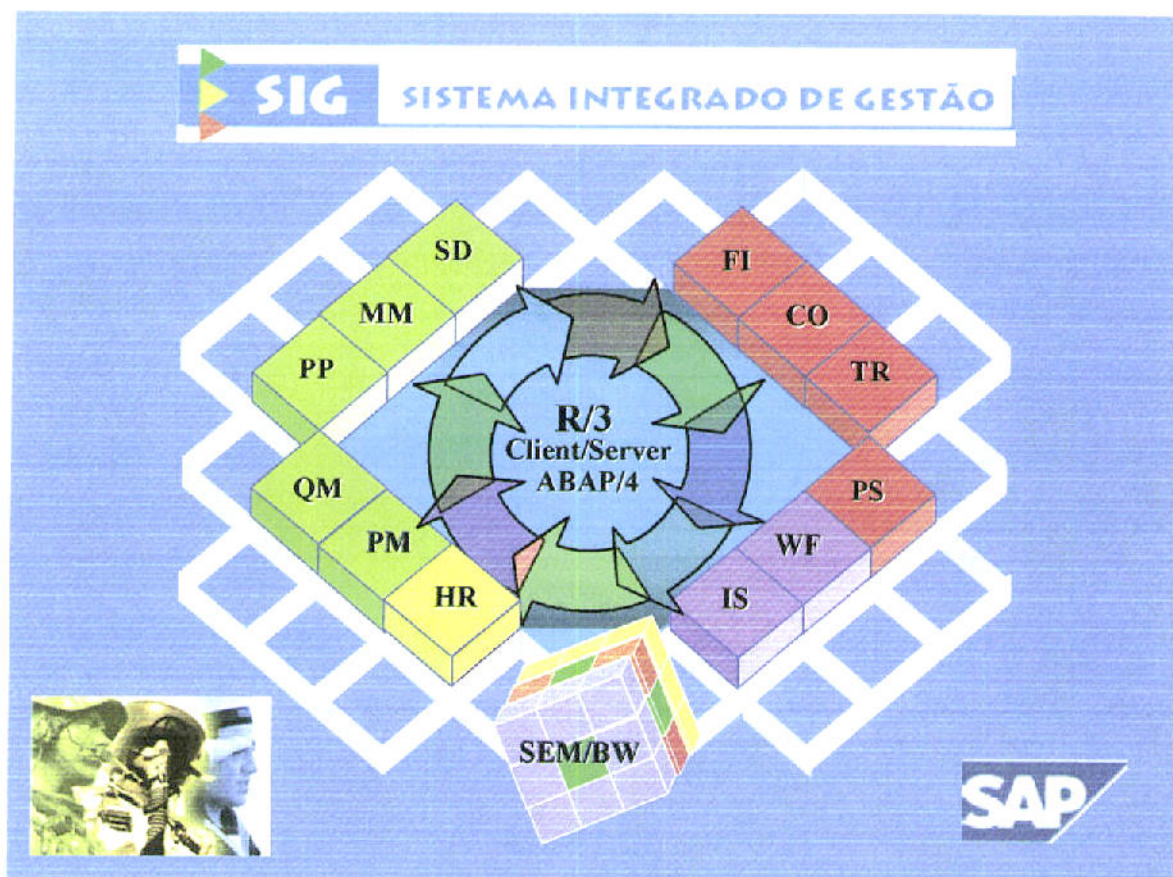 SIG SISTEMA INTEGRADO DE GESTÃO
SD
MM
PP
FI
CO
TR
R/3
Client/Server
ABAP/4
QM
PM
HR
PS
WF
IS
SEM/BW
SAP